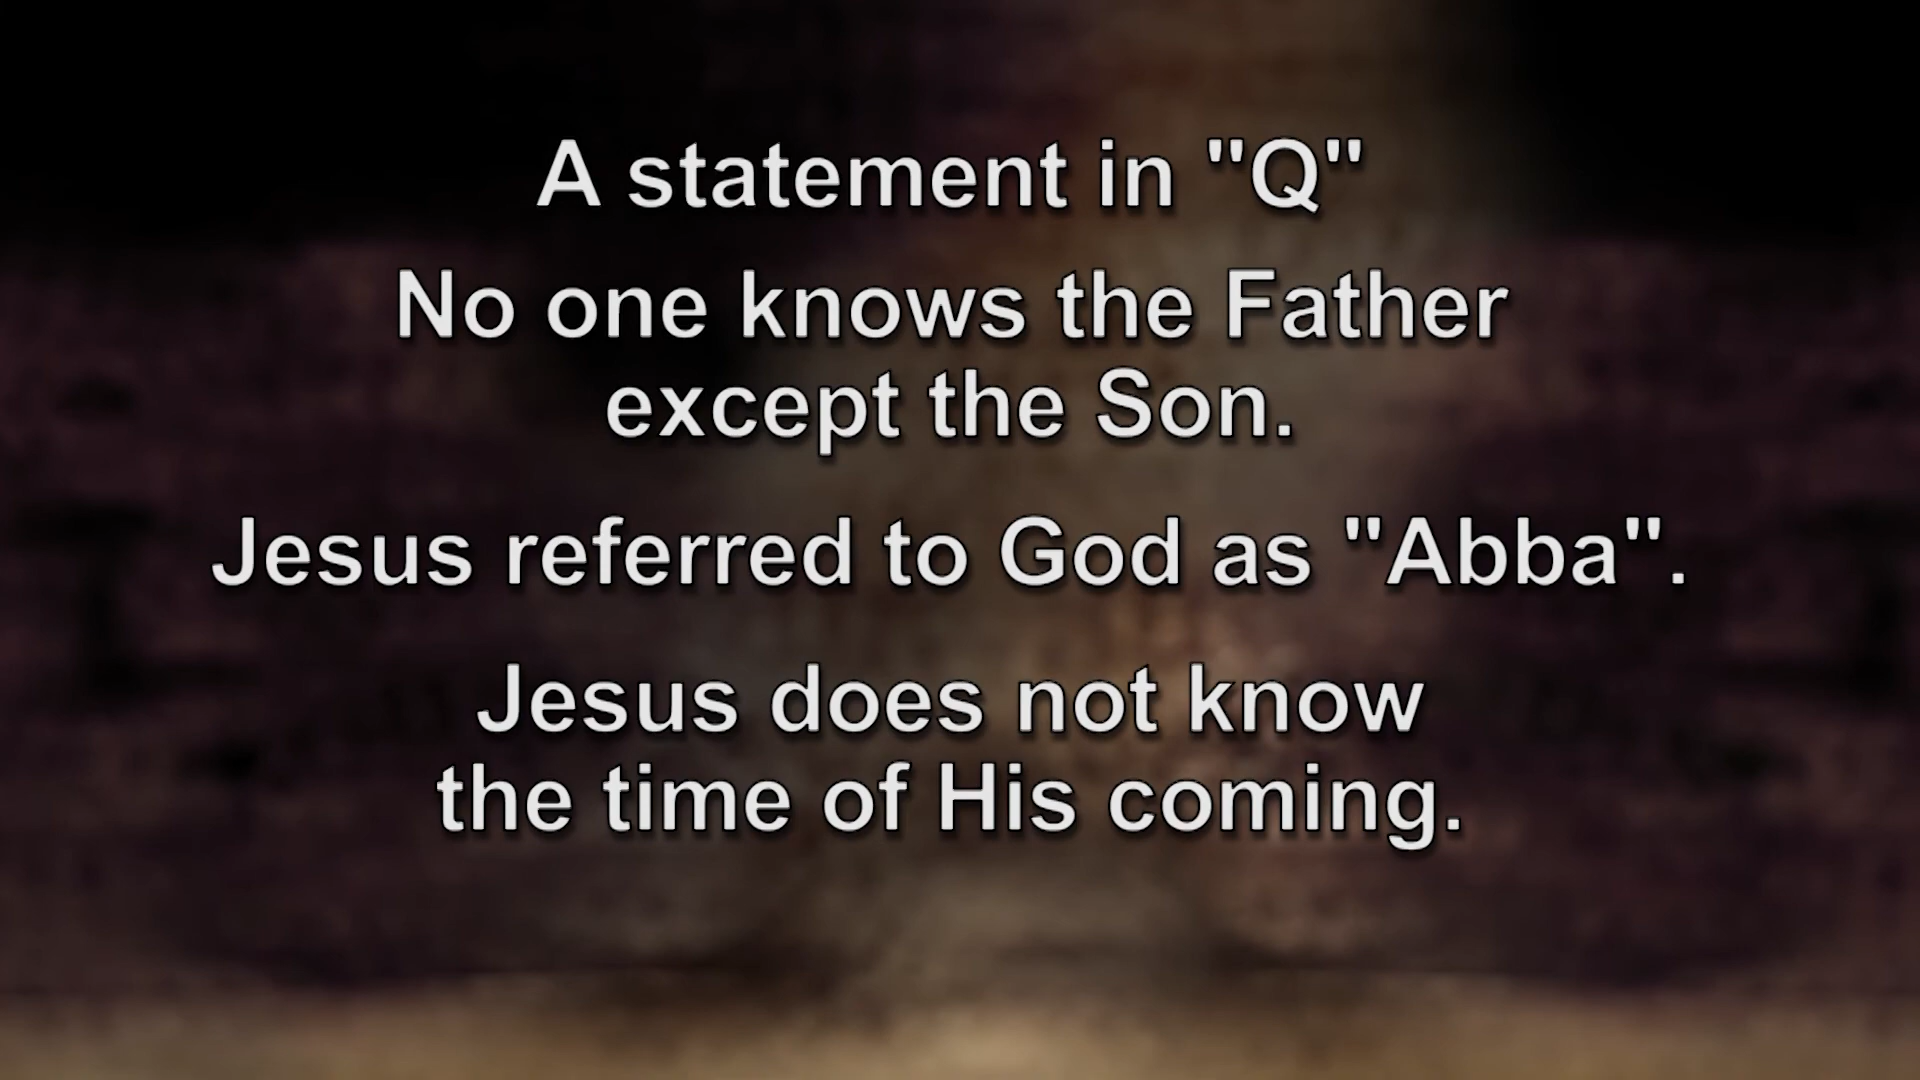 A statement in "Q"
No one knows the Father
except the Son.
Jesus referred to God as "Abba".
Jesus does not know
the time of His coming.